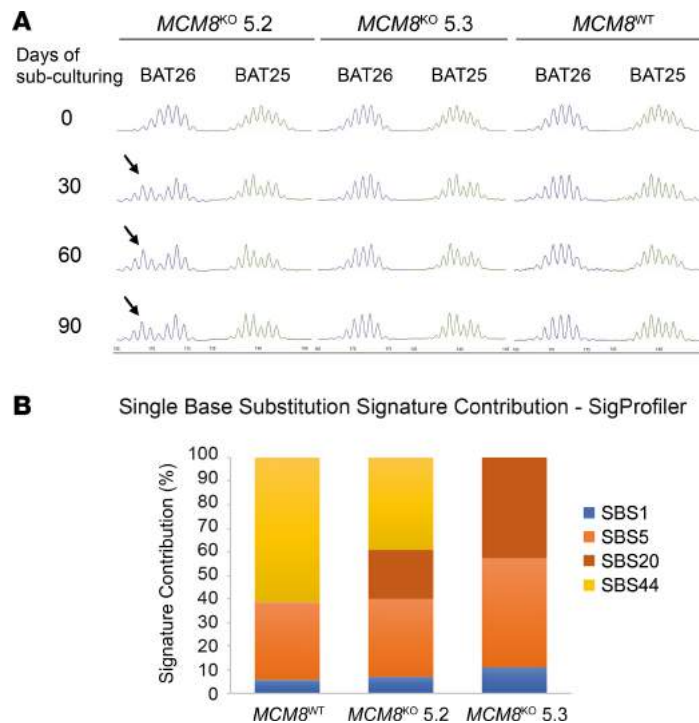 A
MCM8KO 5.2 MCM8KO 5.3 MCM8WT
Days of
sub-culturing
BAT26 BAT25 BAT26 BAT25 BAT26 BAT25
0
30
60
90
B
Single Base Substitution Signature Contribution - SigProfiler
Signature Contribution (%)
100
90
80
70
60
50
40
30
20
10
0
SBS1
SBS5
SBS20
SBS44
MCM8WT MCM8KO 5.2 MCM8KO 5.3